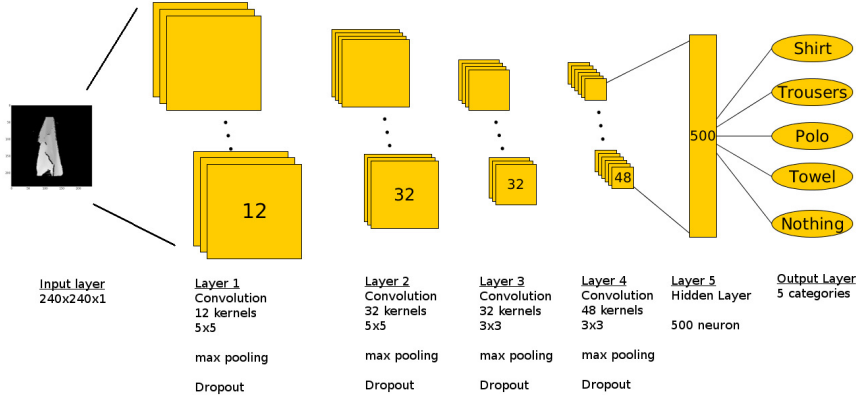 12
32
32
48
500
Shirt
Trousers
Polo
Towel
Nothing
Input layer
240x240x1
Layer 1
Convolution
12 kernels
5x5
max pooling
Dropout
Layer 2
Convolution
32 kernels
5x5
max pooling
Dropout
Layer 3
Convolution
32 kernels
3x3
max pooling
Dropout
Layer 4
Convolution
48 kernels
3x3
max pooling
Dropout
Layer 5
Hidden Layer
500 neuron
Output Layer
5 categories